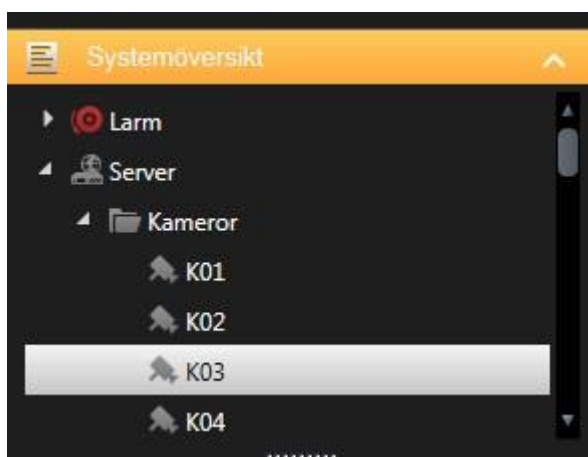 Systemöversikt
Larm
Server
Kameror
K01
K02
K03
K04